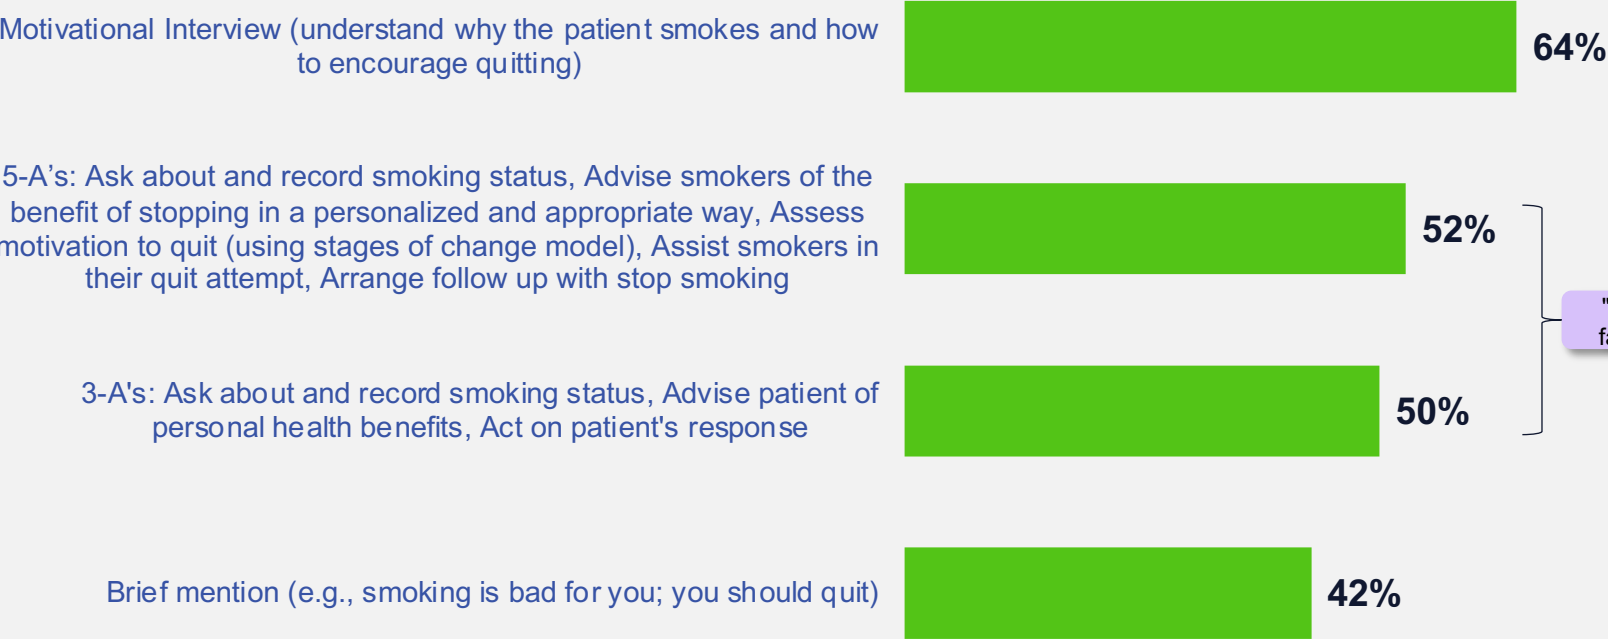 Motivational Interview (understand why the patient smokes and how
to encourage quitting)
64%
5-A’s: Ask about and record smoking status, Advise smokers of the
benefit of stopping in a personalized and appropriate way, Assess
motivation to quit (using stages of change model), Assist smokers in
their quit attempt, Arrange follow up with stop smoking
52%
3-A's: Ask about and record smoking status, Advise patient of
personal health benefits, Act on patient's response
50%
Brief mention (e.g., smoking is bad for you; you should quit)
42%